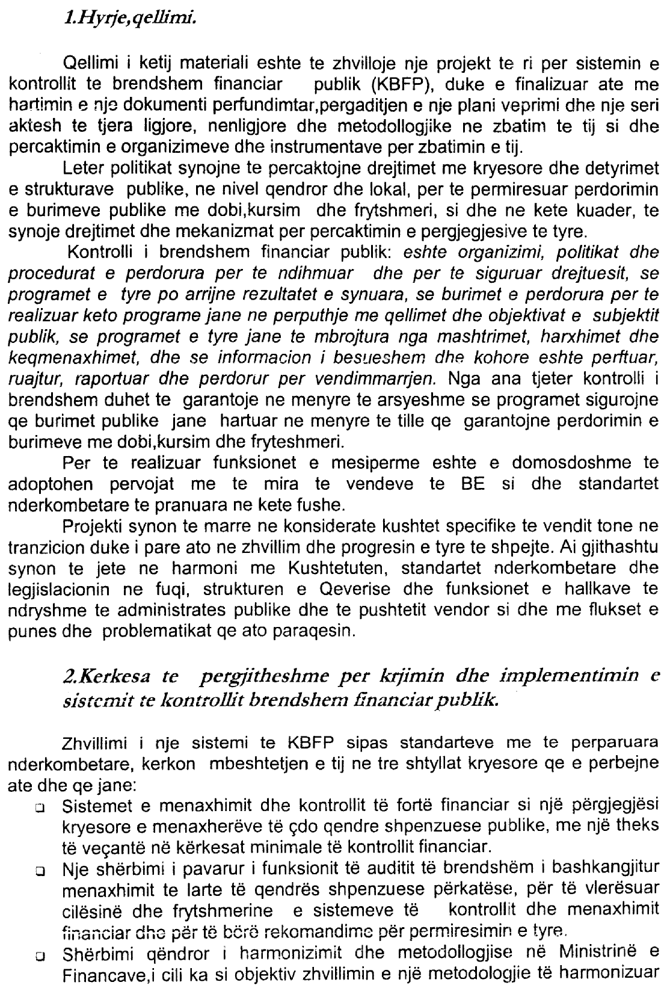 1.Hyrje,qellimi.
Qellimi i ketij materiali eshte te zhvilloje nje projekt te ri per sistemin e
kontrollit te brendshem financiar publik (KBFP), duke e finalizuar ate me
hartimin e nje dokumenti perfundimtar,pergaditjen e nje plani veprimi dhe nje seri
aktesh te tjera ligjore, nenligjore dhe metodollogjike ne zbatim te tij si dhe
percaktimin e organizimeve dhe instrumentave per zbatimin e tij.
Leter politikat synojne te percaktojne drejtimet me kryesore dhe detyrimet
e strukturave publike, ne nivel qendror dhe lokal, per te permiresuar perdorimin
e burimeve publike me dobi,kursim dhe frytshmeri, si dhe ne kete kuader, te
synoje drejtimet dhe mekanizmat per percaktimin e pergjegjesive te tyre.
Kontrolli i brendshem financiar publik: eshte organizimi, politikat dhe
procedurat e perdorura per te ndihmuar dhe per te siguruar drejtuesit, se
programet e tyre po arrijne rezultatet e synuara, se burimet e perdorura per te
realizuar keto programe jane ne perputhje me qellimet dhe objektivat e subjektit
publik, se programet e tyre jane te mbrojtura nga mashtrimet, harxhimet dhe
keqmenaxhimet, dhe se informacion i besueshem dhe kohore eshte perftuar,
ruajtur, raportuar dhe perdorur per vendimmarrjen. Nga ana tjeter kontrolli i
brendshem duhet te garantoje ne menyre te arsyeshme se programet sigurojne
qe burimet publike jane hartuar ne menyre te tille qe garantojne perdorimin e
burimeve me dobi,kursim dhe fryteshmeri.
Per te realizuar funksionet e mesiperme eshte e domosdoshme te
adoptohen pervojat me te mira te vendeve te BE si dhe standartet
nderkombetare te pranuara ne kete fushe.
Projekti synon te marre ne konsiderate kushtet specifike te vendit tone ne
tranzicion duke i pare ato ne zhvillim dhe progresin e tyre te shpejte. Ai gjithashtu
synon te jete ne harmoni me Kushtetuten, standartet nderkombetare dhe
legjislacionin ne fuqi, strukturen e Qeverise dhe funksionet e hallkave te
ndryshme te administrates publike dhe te pushtetit vendor si dhe me flukset e
punes dhe problematikat qe ato paraqesin.
2.Kerkesa te pergjitheshme per krjimin dhe implementimin e
sistemit te kontrollit brendshem financiar publik.
Zhvillimi i nje sistemi te KBFP sipas standarteve me te perparuara
nderkombetare, kerkon mbeshtetjen e tij ne tre shtyllat kryesore qe e perbejne
ate dhe qe jane:
❑ Sistemet e menaxhimit dhe kontrollit të fortë financiar si një përgjegjësi
kryesore e menaxherëve të çdo qendre shpenzuese publike, me një theks
të veçantë në kërkesat minimale të kontrollit financiar.
❑ Nje shërbimi i pavarur i funksionit të auditit të brendshëm i bashkangjitur
menaxhimit te larte të qendrës shpenzuese përkatëse, për të vlerësuar
cilësinë dhe frytshmerine e sistemeve të kontrollit dhe menaxhimit
financiar dhe për të bërë rekomandime për permiresimin e tyre.
❑ Shërbimi qëndror i harmonizimit dhe metodollogjise në Ministrinë e
Financave,i cili ka si objektiv zhvillimin e një metodologjie të harmonizuar